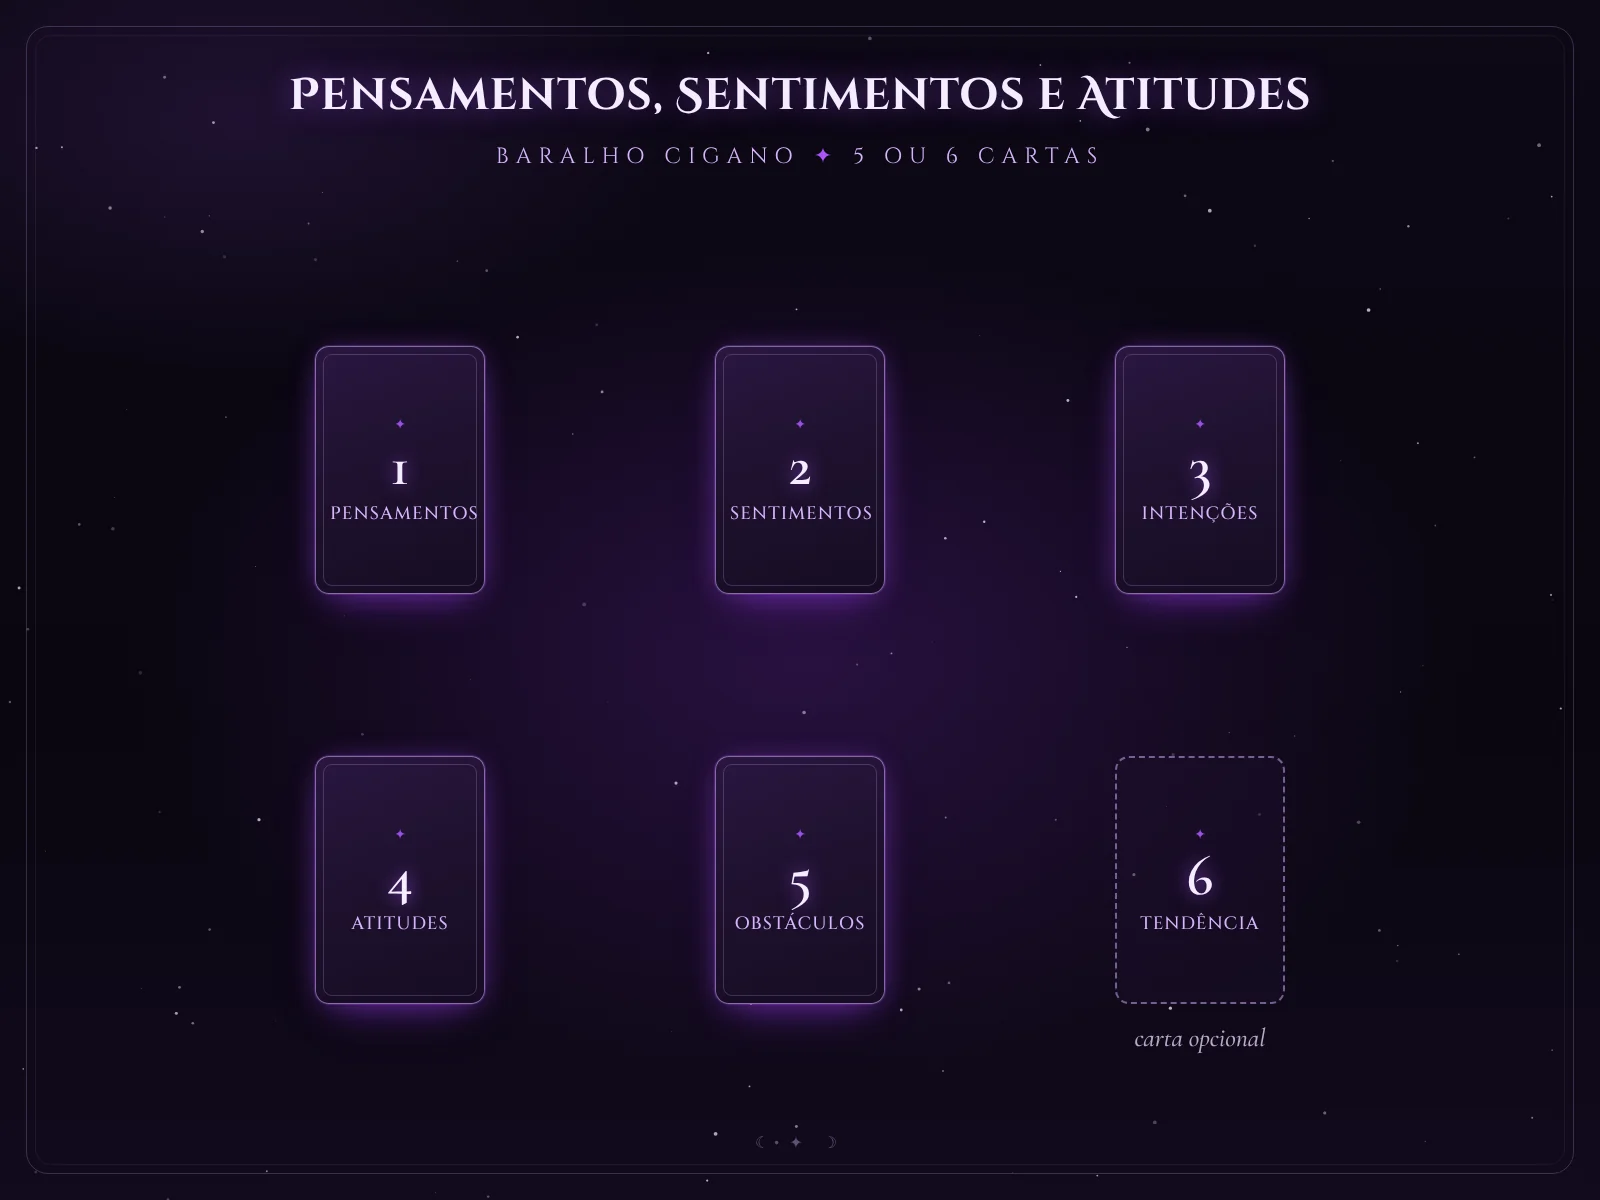 Pensamentos, Sentimentos e Atitudes
BARALHO CIGANO ✦ 5 OU 6 CARTAS
1
PENSAMENTOS
2
SENTIMENTOS
3
INTENÇÕES
4
ATITUDES
5
OBSTÁCULOS
6
TENDÊNCIA
carta opcional